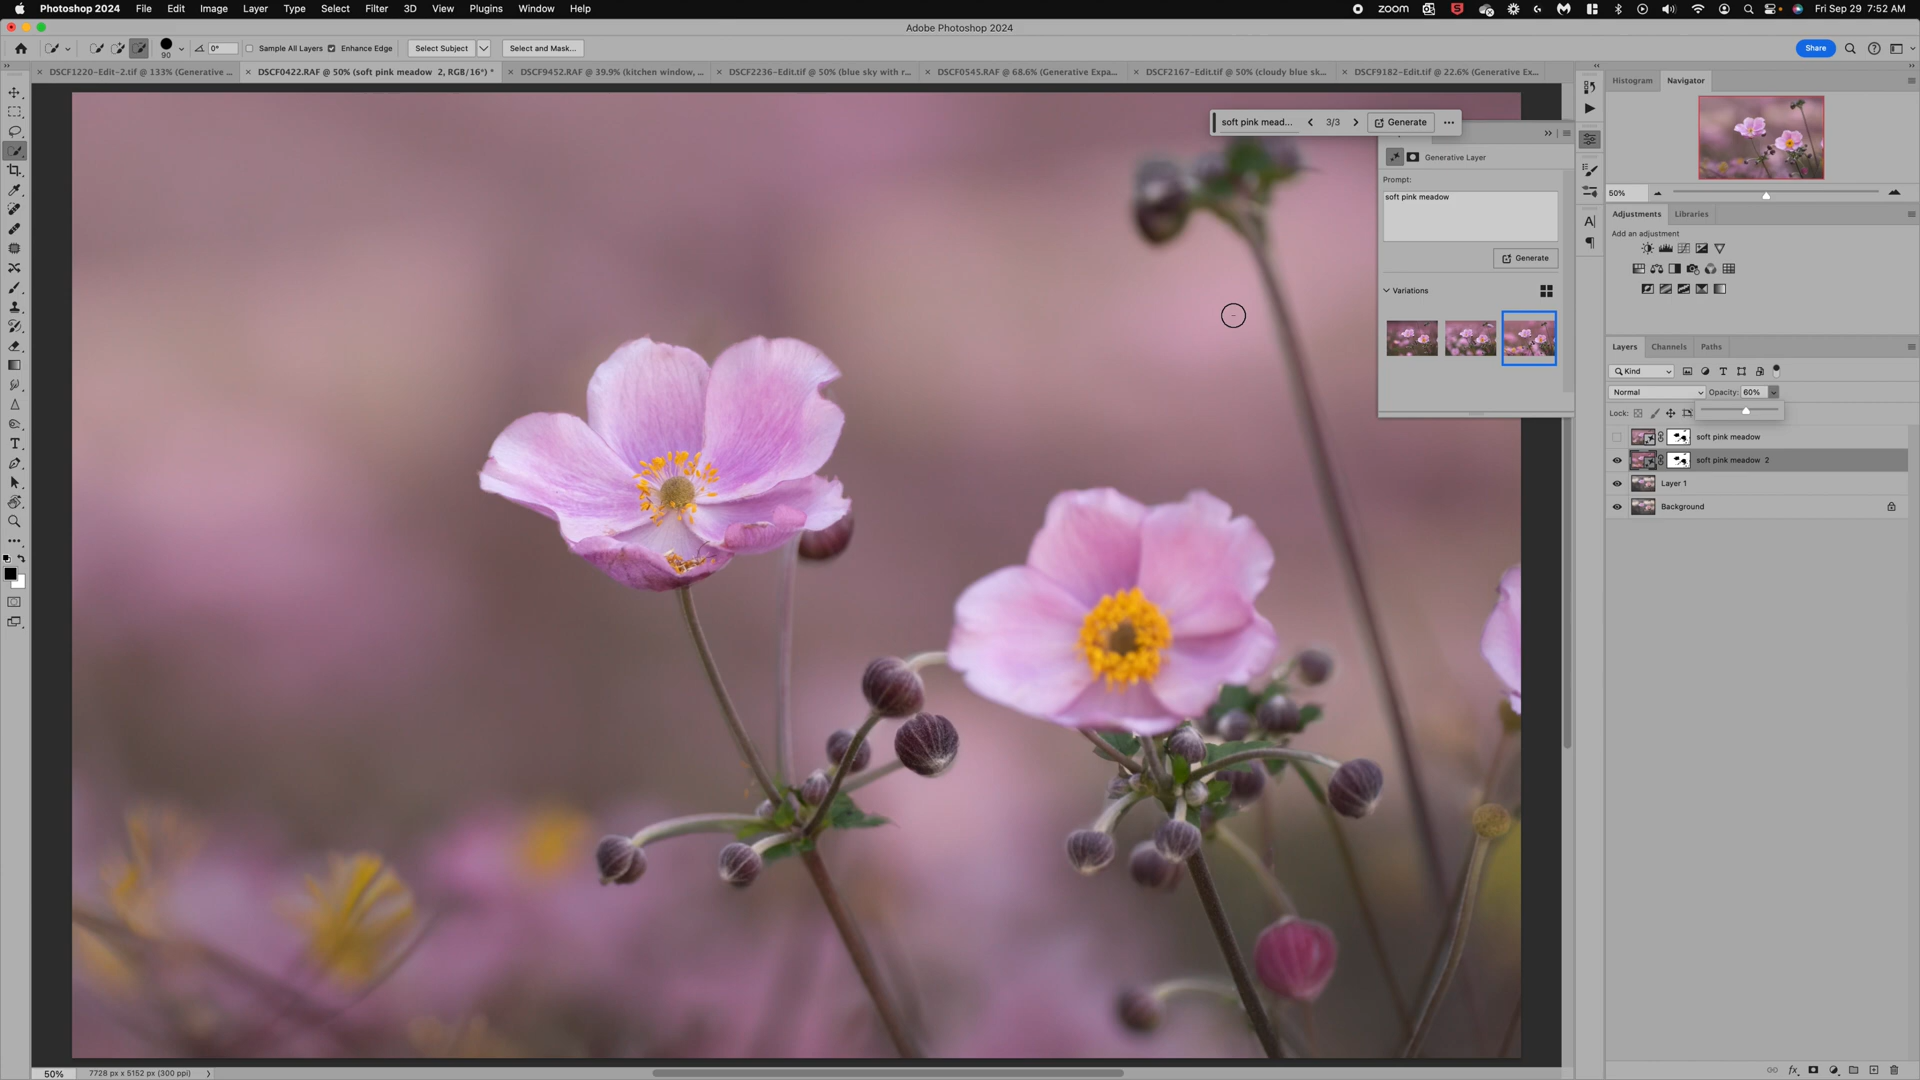 Photoshop 2024 File Edit Image Layer Type Select Filter 3D View Plugins Window Help zoom Fri Sep 29 7:52 AM
Adobe Photoshop 2024
90 0° Sample All Layers Enhance Edge Select Subject Select and Mask... Share
DSCF1220-Edit-2.tif @ 133% (Generative ... DSCF0422.RAF @ 50% (soft pink meadow 2, RGB/16*) * DSCF9452.RAF @ 39.9% (kitchen window, ... DSCF2236-Edit.tif @ 50% (blue sky with r... DSCF0545.RAF @ 68.6% (Generative Expa... DSCF2167-Edit.tif @ 50% (cloudy blue sk... DSCF9182-Edit.tif @ 22.6% (Generative Ex...
Histogram Navigator
soft pink mead... 3/3 Generate
Generative Layer
Prompt:
soft pink meadow
Generate
Variations
50%
Adjustments Libraries
Add an adjustment
Layers Channels Paths
Kind
Normal Opacity: 60%
Lock:
soft pink meadow
soft pink meadow 2
Layer 1
Background
50% 7728 px x 5152 px (300 ppi)